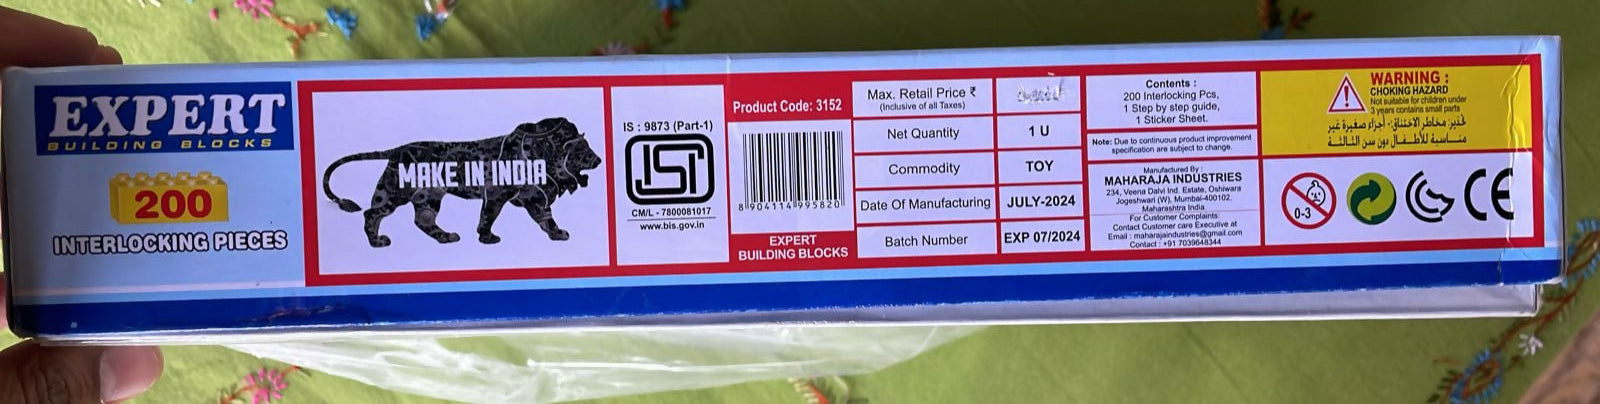 EXPERT
BUILDING BLOCKS
200
INTERLOCKING PIECES
MAKE IN INDIA
IS : 9873 (Part-1)
ISI
CM/L - 7800081017
www.bis.gov.in
Product Code: 3152
8 904114 995820
EXPERT
BUILDING BLOCKS
Max. Retail Price ₹
(Inclusive of all Taxes)
Net Quantity
1 U
Commodity
TOY
Date Of Manufacturing
JULY-2024
Batch Number
EXP 07/2024
Contents :
200 Interlocking Pcs,
1 Step by step guide,
1 Sticker Sheet.
Note: Due to continuous product improvement
specification are subject to change.
Manufactured By :
MAHARAJA INDUSTRIES
234, Veena Dalvi Ind. Estate, Oshiwara
Jogeshwari (W), Mumbai-400102.
Maharashtra India.
For Customer Complaints:
Contact Customer care Executive at
Email : maharajaindustries@gmail.com
Contact : +91 7039648344
WARNING :
CHOKING HAZARD
Not suitable for children under
3 years contains small parts
تحذير: مخاطر الاختناق - أجزاء صغيرة غير
مناسبة للأطفال دون سن الثالثة
0-3
CE